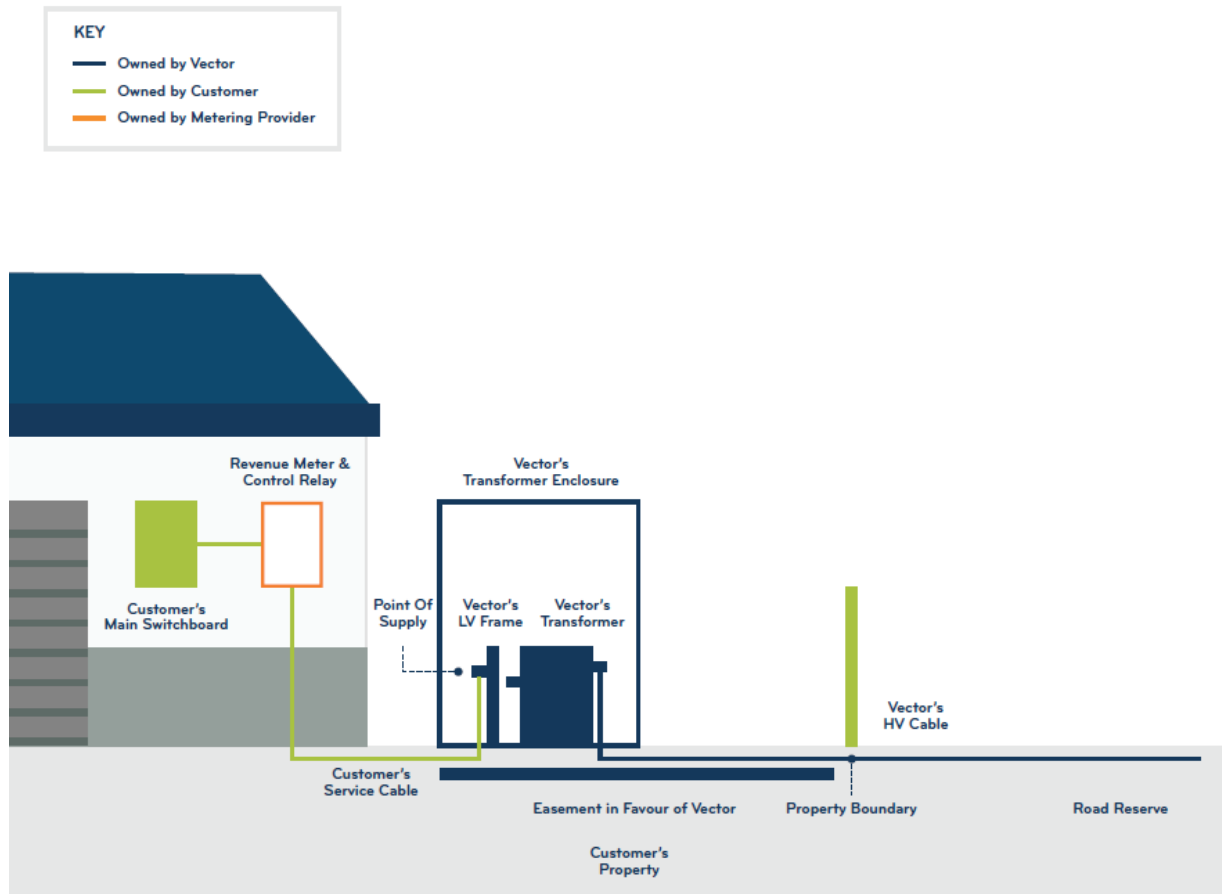 KEY
Owned by Vector
Owned by Customer
Owned by Metering Provider
Revenue Meter &
Control Relay
Vector's
Transformer Enclosure
Customer's
Main Switchboard
Point Of
Supply
Vector's
LV Frame
Vector's
Transformer
Vector's
HV Cable
Customer's
Service Cable
Easement in Favour of Vector
Property Boundary
Road Reserve
Customer's
Property